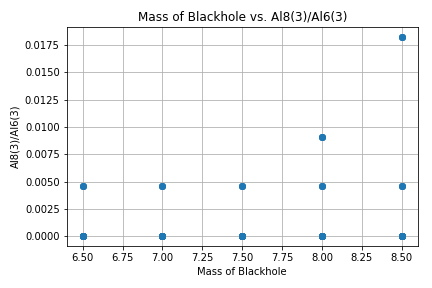 Mass of Blackhole vs. Al8(3)/Al6(3)
Al8(3)/Al6(3)
0.0175
0.0150
0.0125
0.0100
0.0075
0.0050
0.0025
0.0000
6.50 6.75 7.00 7.25 7.50 7.75 8.00 8.25 8.50
Mass of Blackhole